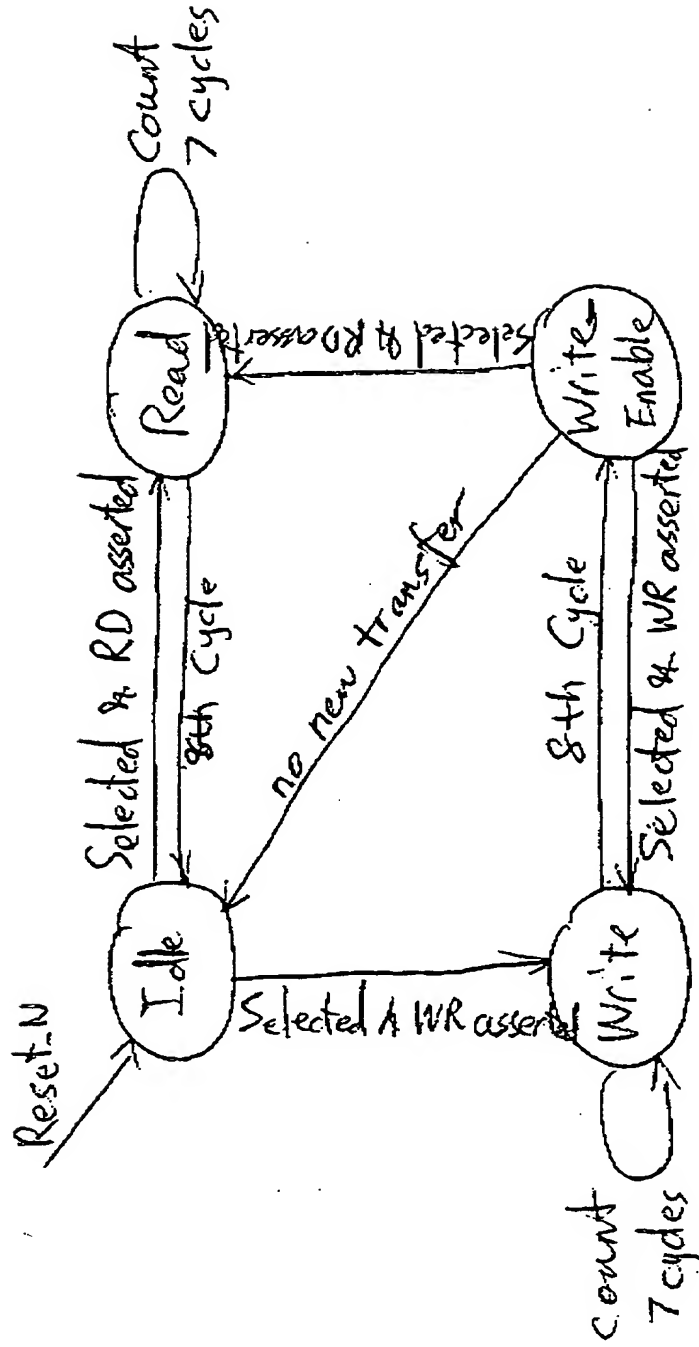 Reset_N
Idle
Selected & RD asserted
8th Cycle
Read
Count
7 cycles
Selected & WR asserted
no new transfer
Selected & RD asserted
Write
8th Cycle
Selected & WR asserted
Write
Enable
Count
7 cycles